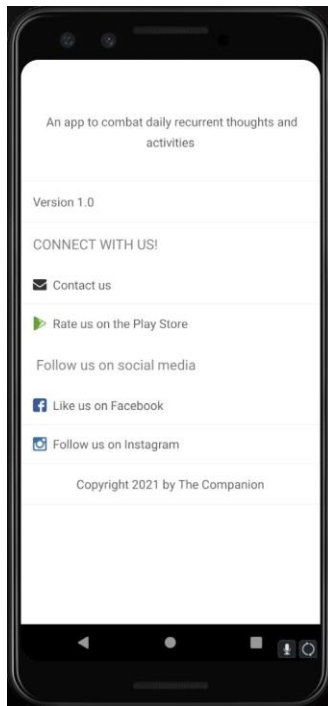 An app to combat daily recurrent thoughts and
activities
Version 1.0
CONNECT WITH US!
Contact us
Rate us on the Play Store
Follow us on social media
Like us on Facebook
Follow us on Instagram
Copyright 2021 by The Companion